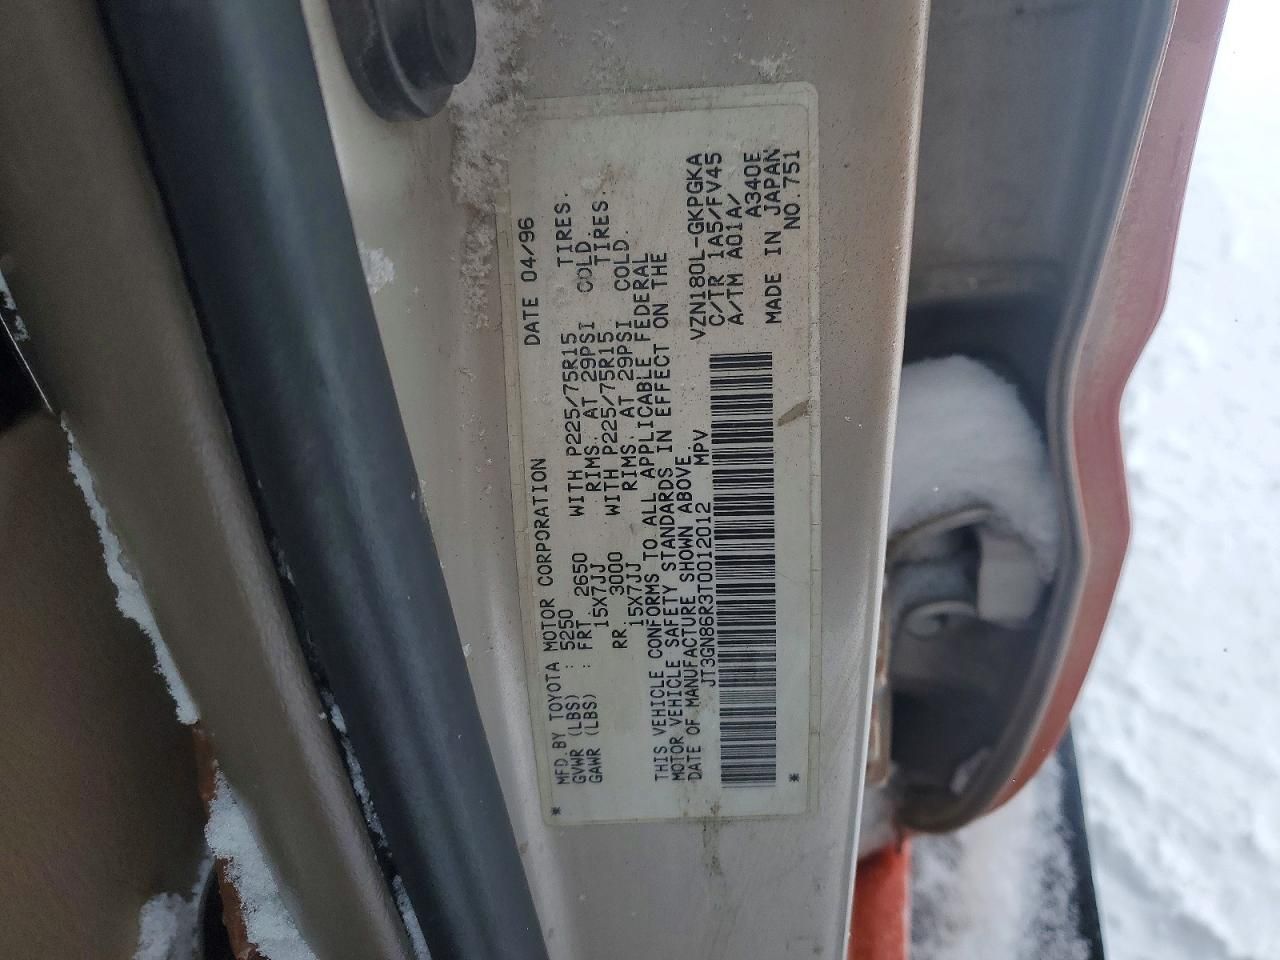 * MFD.BY TOYOTA MOTOR CORPORATION DATE 04/96
GVWR (LBS) : 5250
GAWR (LBS) : FRT. 2650 WITH P225/75R15 TIRES.
15X7JJ RIMS. AT 29PSI COLD.
RR. 3000 WITH P225/75R15 TIRES.
15X7JJ RIMS. AT 29PSI COLD.
THIS VEHICLE CONFORMS TO ALL APPLICABLE FEDERAL
MOTOR VEHICLE SAFETY STANDARDS IN EFFECT ON THE
DATE OF MANUFACTURE SHOWN ABOVE.
JT3GN86R3T0012012 MPV
VZN180L-GKPGKA
C/TR 1A5/FV45
A/TM A01A/
A340E
MADE IN JAPAN
* NO.751